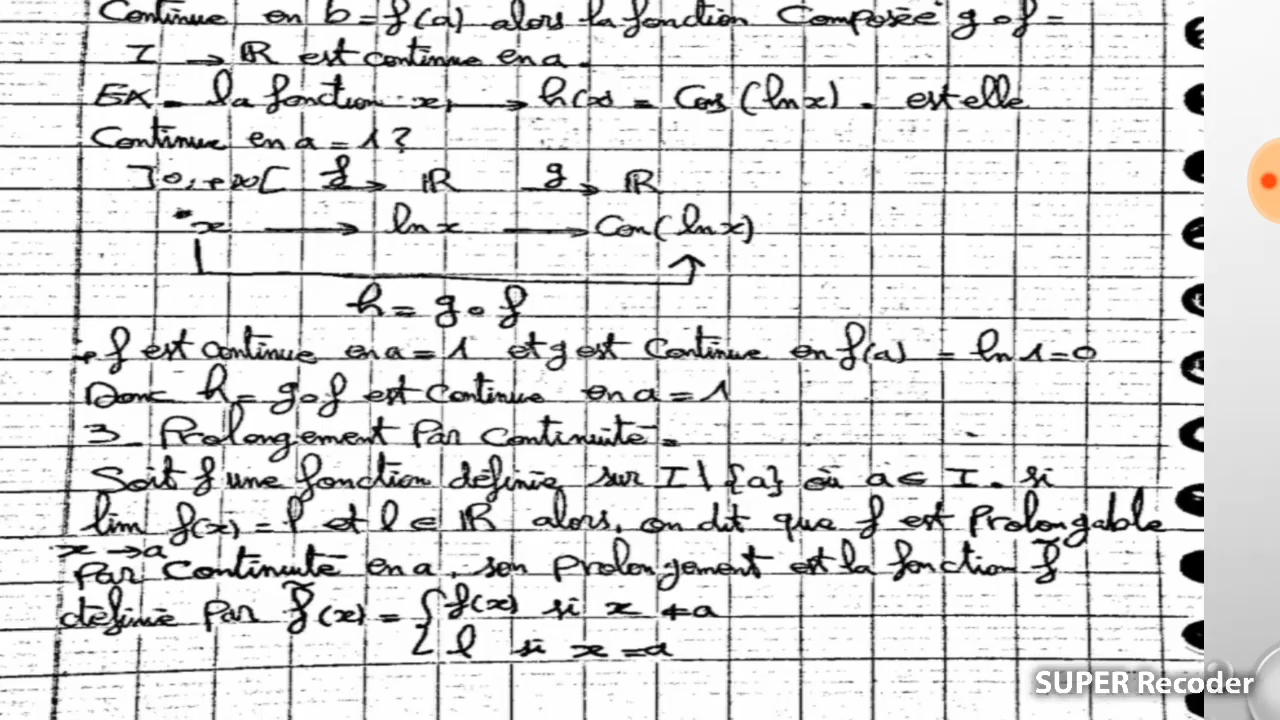 Continue en b = f(a) alors la fonction Composée g o f =
I → ℝ est continue en a.
EX - la fonction x, → h(x) = Cos (ln x). est elle
Continue en a = 1 ?
]0, +∞[ f→ ℝ g→ ℝ
x → ln x → Cos( ln x)
h = g o f
f est continue en a = 1 et g est Continue en f(a) = ln 1 = 0
Donc h = g o f est Continue en a = 1
3 - Prolongement Par Continuité -
Soit f une fonction définie sur I \ {a} où a ∈ I. si
lim f(x) = l et l ∈ ℝ alors, on dit que f est Prolongable
x → a
Par Continuité en a, son prolongement est la fonction f̃
définie Par f̃(x) = { f(x) si x ≠ a
l si x = a
SUPER Recoder